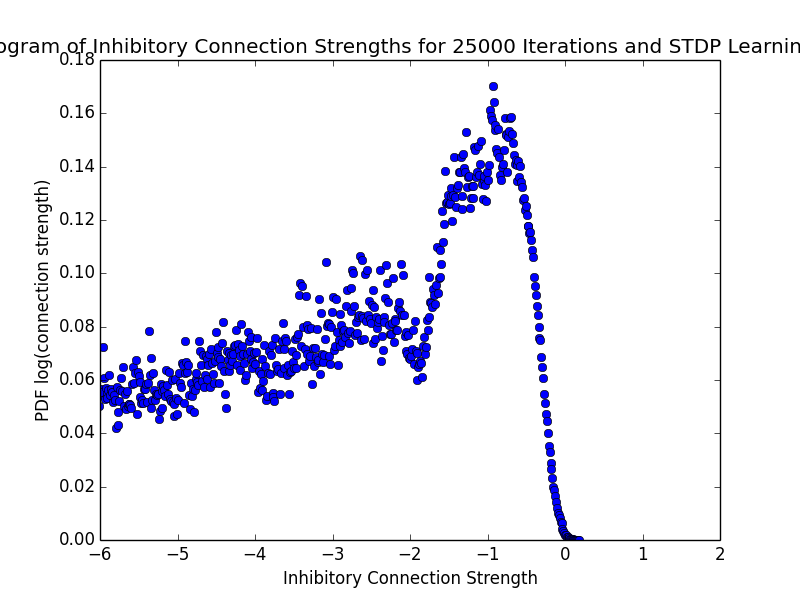 ogram of Inhibitory Connection Strengths for 25000 Iterations and STDP Learnin
0.18
0.16
0.14
0.12
0.10
0.08
0.06
0.04
0.02
0.00
PDF log(connection strength)
−6 −5 −4 −3 −2 −1 0 1 2
Inhibitory Connection Strength